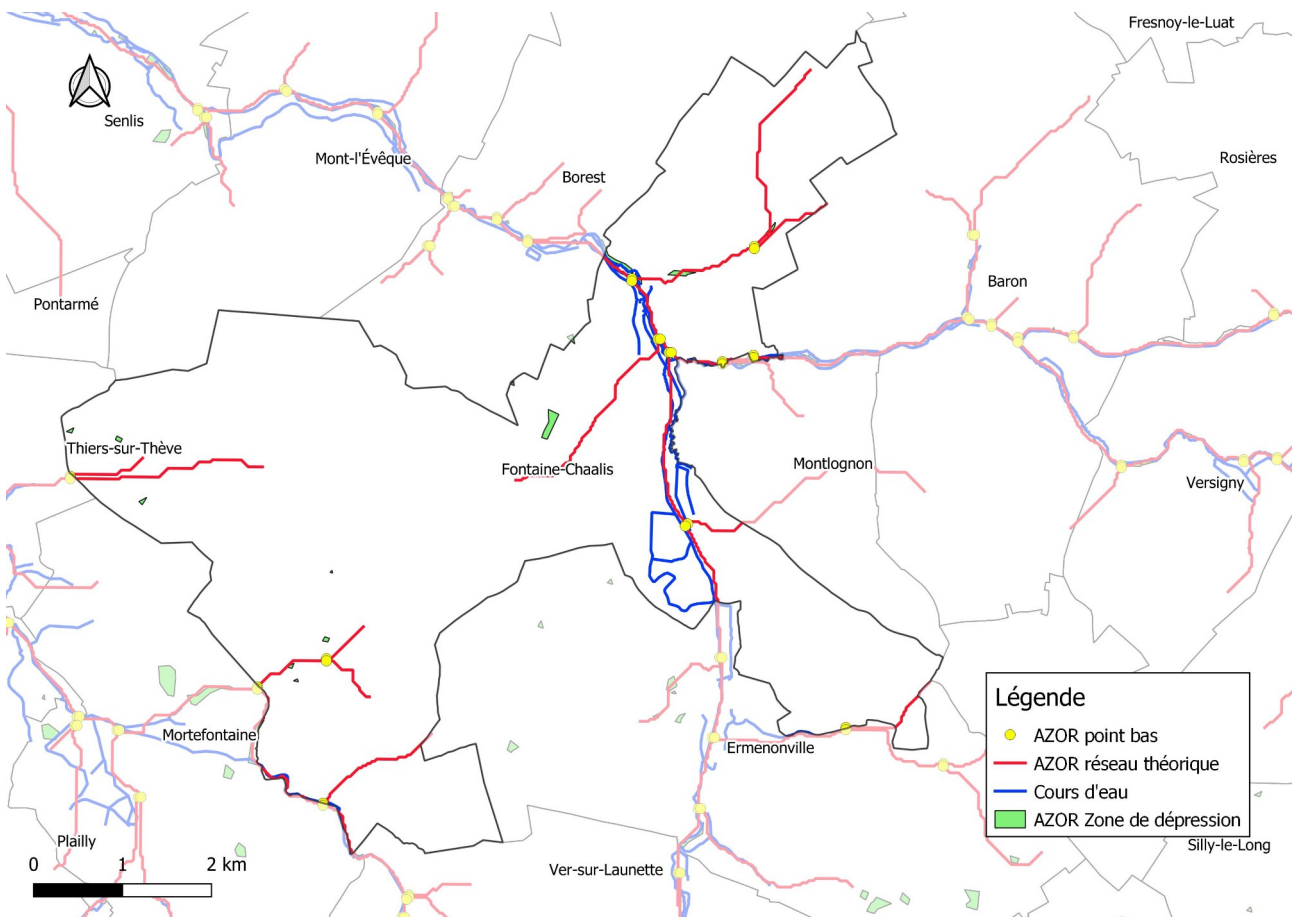 Fresnoy-le-Luat
Senlis
Mont-l'Évêque
Rosières
Borest
Baron
Pontarmé
Thiers-sur-Thève
Fontaine-Chaalis
Montlognon
Versigny
Mortefontaine
Ermenonville
Plailly
Ver-sur-Launette
Silly-le-Long
0 1 2 km
Légende
AZOR point bas
AZOR réseau théorique
Cours d'eau
AZOR Zone de dépression